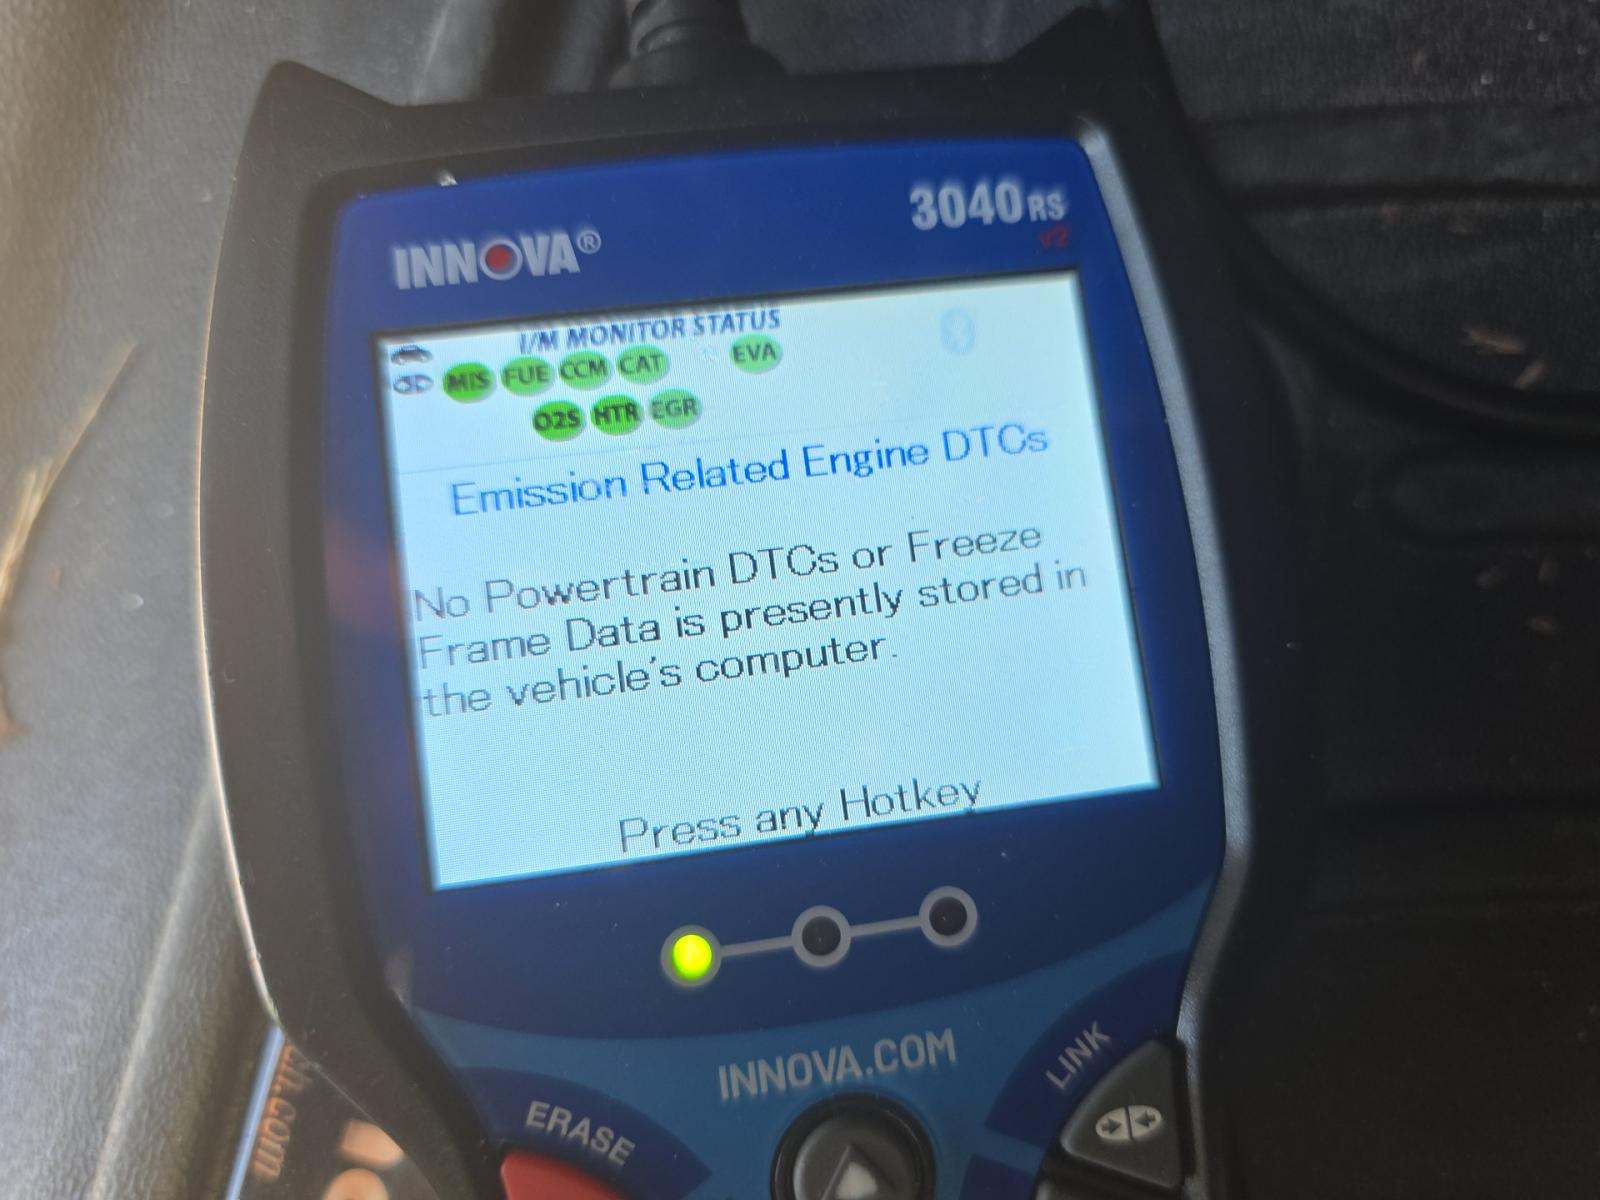 INNOVA®
3040RS
v2
I/M MONITOR STATUS
MIS FUE CCM CAT EVA
O2S HTR EGR
Emission Related Engine DTCs
No Powertrain DTCs or Freeze
Frame Data is presently stored in
the vehicle's computer.
Press any Hotkey
INNOVA.COM
LINK
ERASE